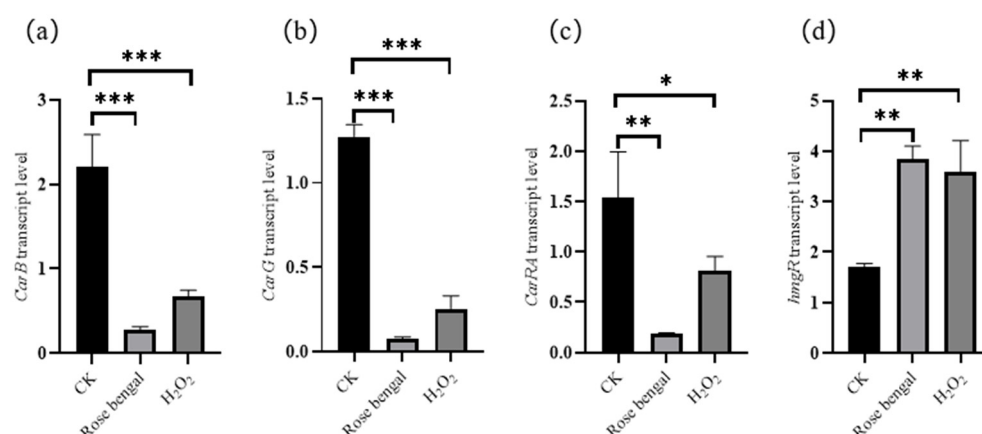 (a)
***
***
CarB transcript level
3
2
1
0
CK
Rose bengal
H₂O₂
(b)
***
***
CarG transcript level
1.5
1.0
0.5
0.0
CK
Rose bengal
H₂O₂
(c)
*
**
CarRA transcript level
2.5
2.0
1.5
1.0
0.5
0.0
CK
Rose bengal
H₂O₂
(d)
**
**
hmgR transcript level
5
4
3
2
1
0
CK
Rose bengal
H₂O₂